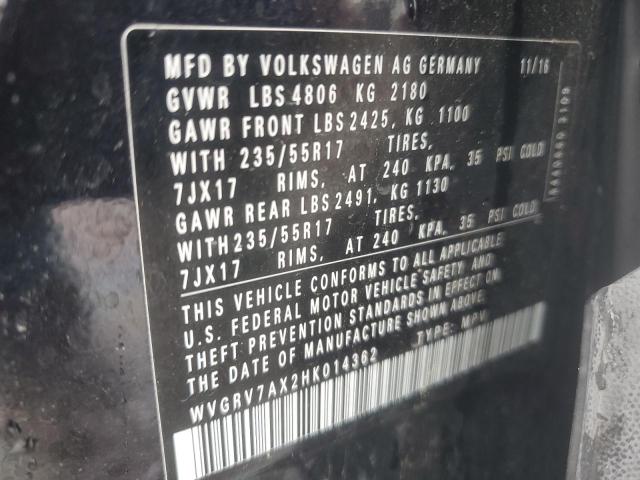 MFD BY VOLKSWAGEN AG GERMANY 11/16
GVWR LBS 4806 KG 2180
GAWR FRONT LBS 2425, KG 1100
WITH 235/55R17 TIRES,
7JX17 RIMS, AT 240 KPA, 35 PSI COLD
GAWR REAR LBS 2491, KG 1130
WITH 235/55R17 TIRES,
7JX17 RIMS, AT 240 KPA, 35 PSI COLD
THIS VEHICLE CONFORMS TO ALL APPLICABLE
U.S. FEDERAL MOTOR VEHICLE SAFETY AND
THEFT PREVENTION STANDARDS IN EFFECT ON
THE DATE OF MANUFACTURE SHOWN ABOVE.
WVGRV7AX2HK014362 TYPE: MPV